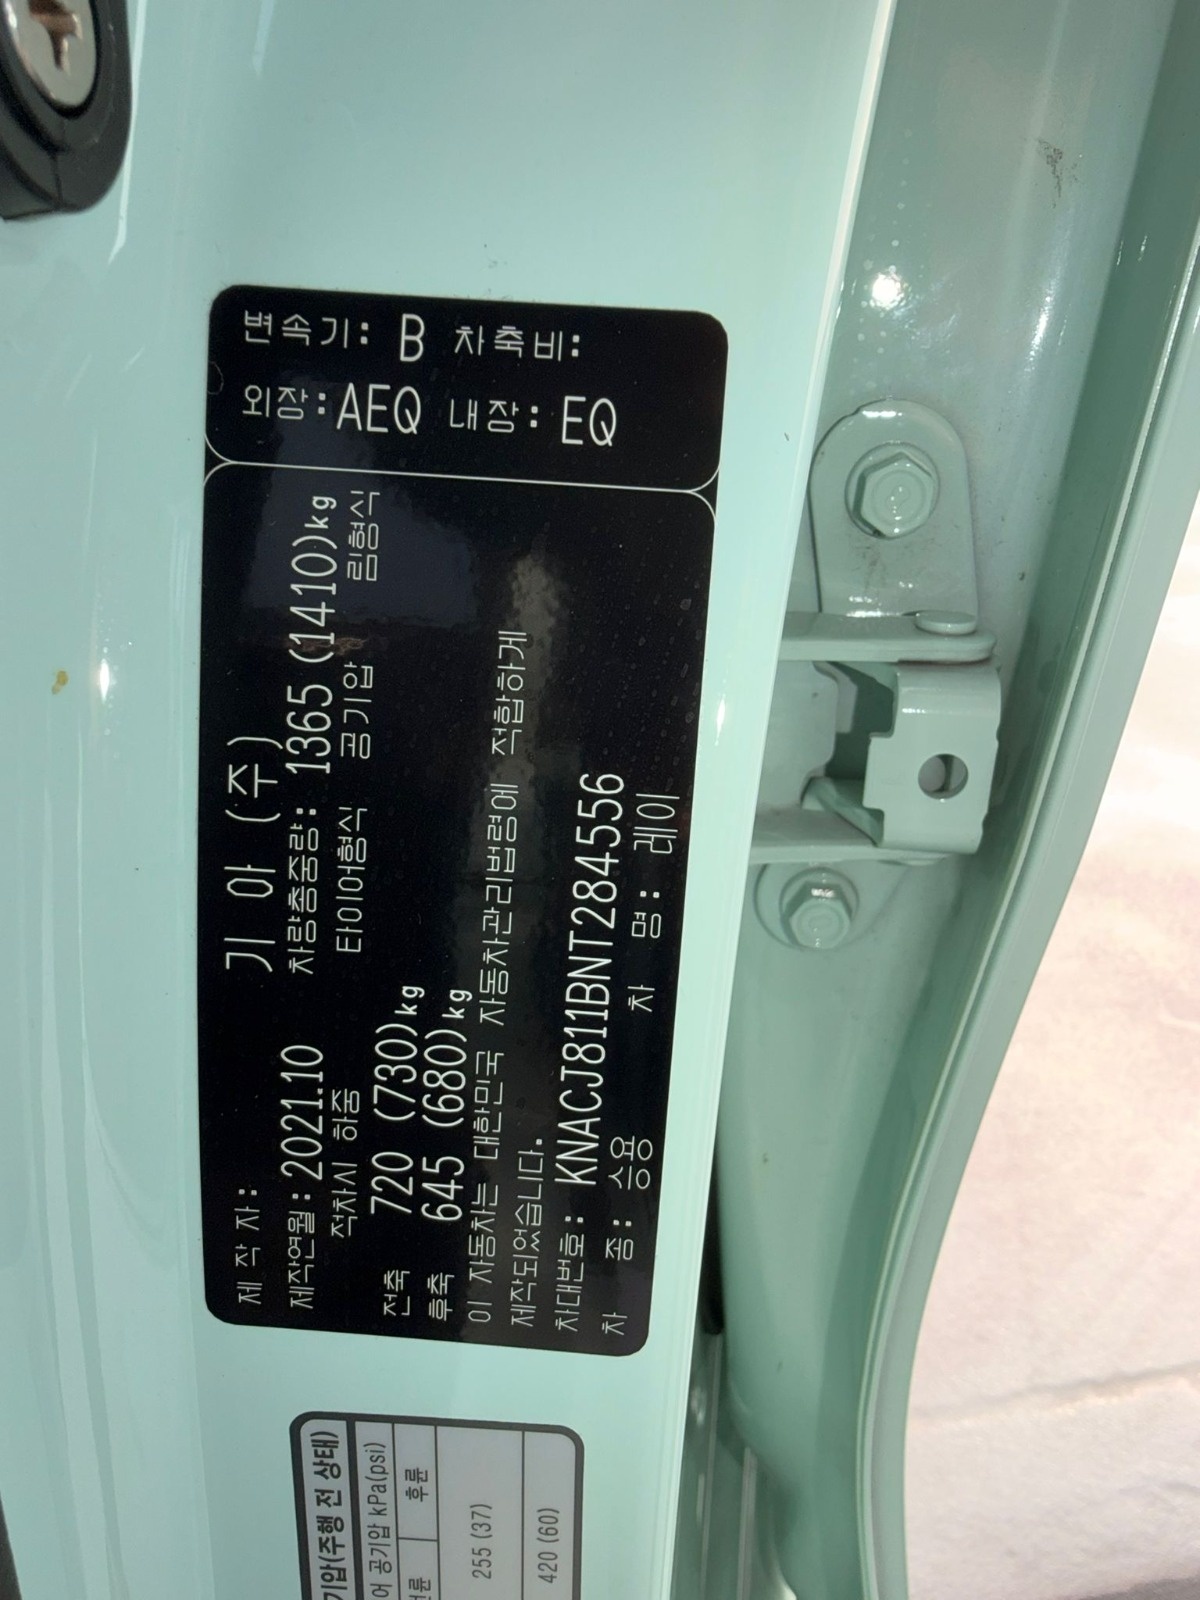 변속기: B 차축비:
외장: AEQ 내장: EQ
제 작 자: 기 아 (주)
제작연월: 2021.10 차량총중량: 1365 (1410)kg
적차시 하중 타이어형식 공기압 림형식
전축 720 (730)kg
후축 645 (680)kg
이 자동차는 대한민국 자동차관리법령에 적합하게
제작되었습니다.
차대번호: KNACJ811BNT284556
차 종: 승용 차 명: 레이
기압(주행 전 상태)
어 공기압 kPa(psi)
전륜 후륜
255 (37)
420 (60)